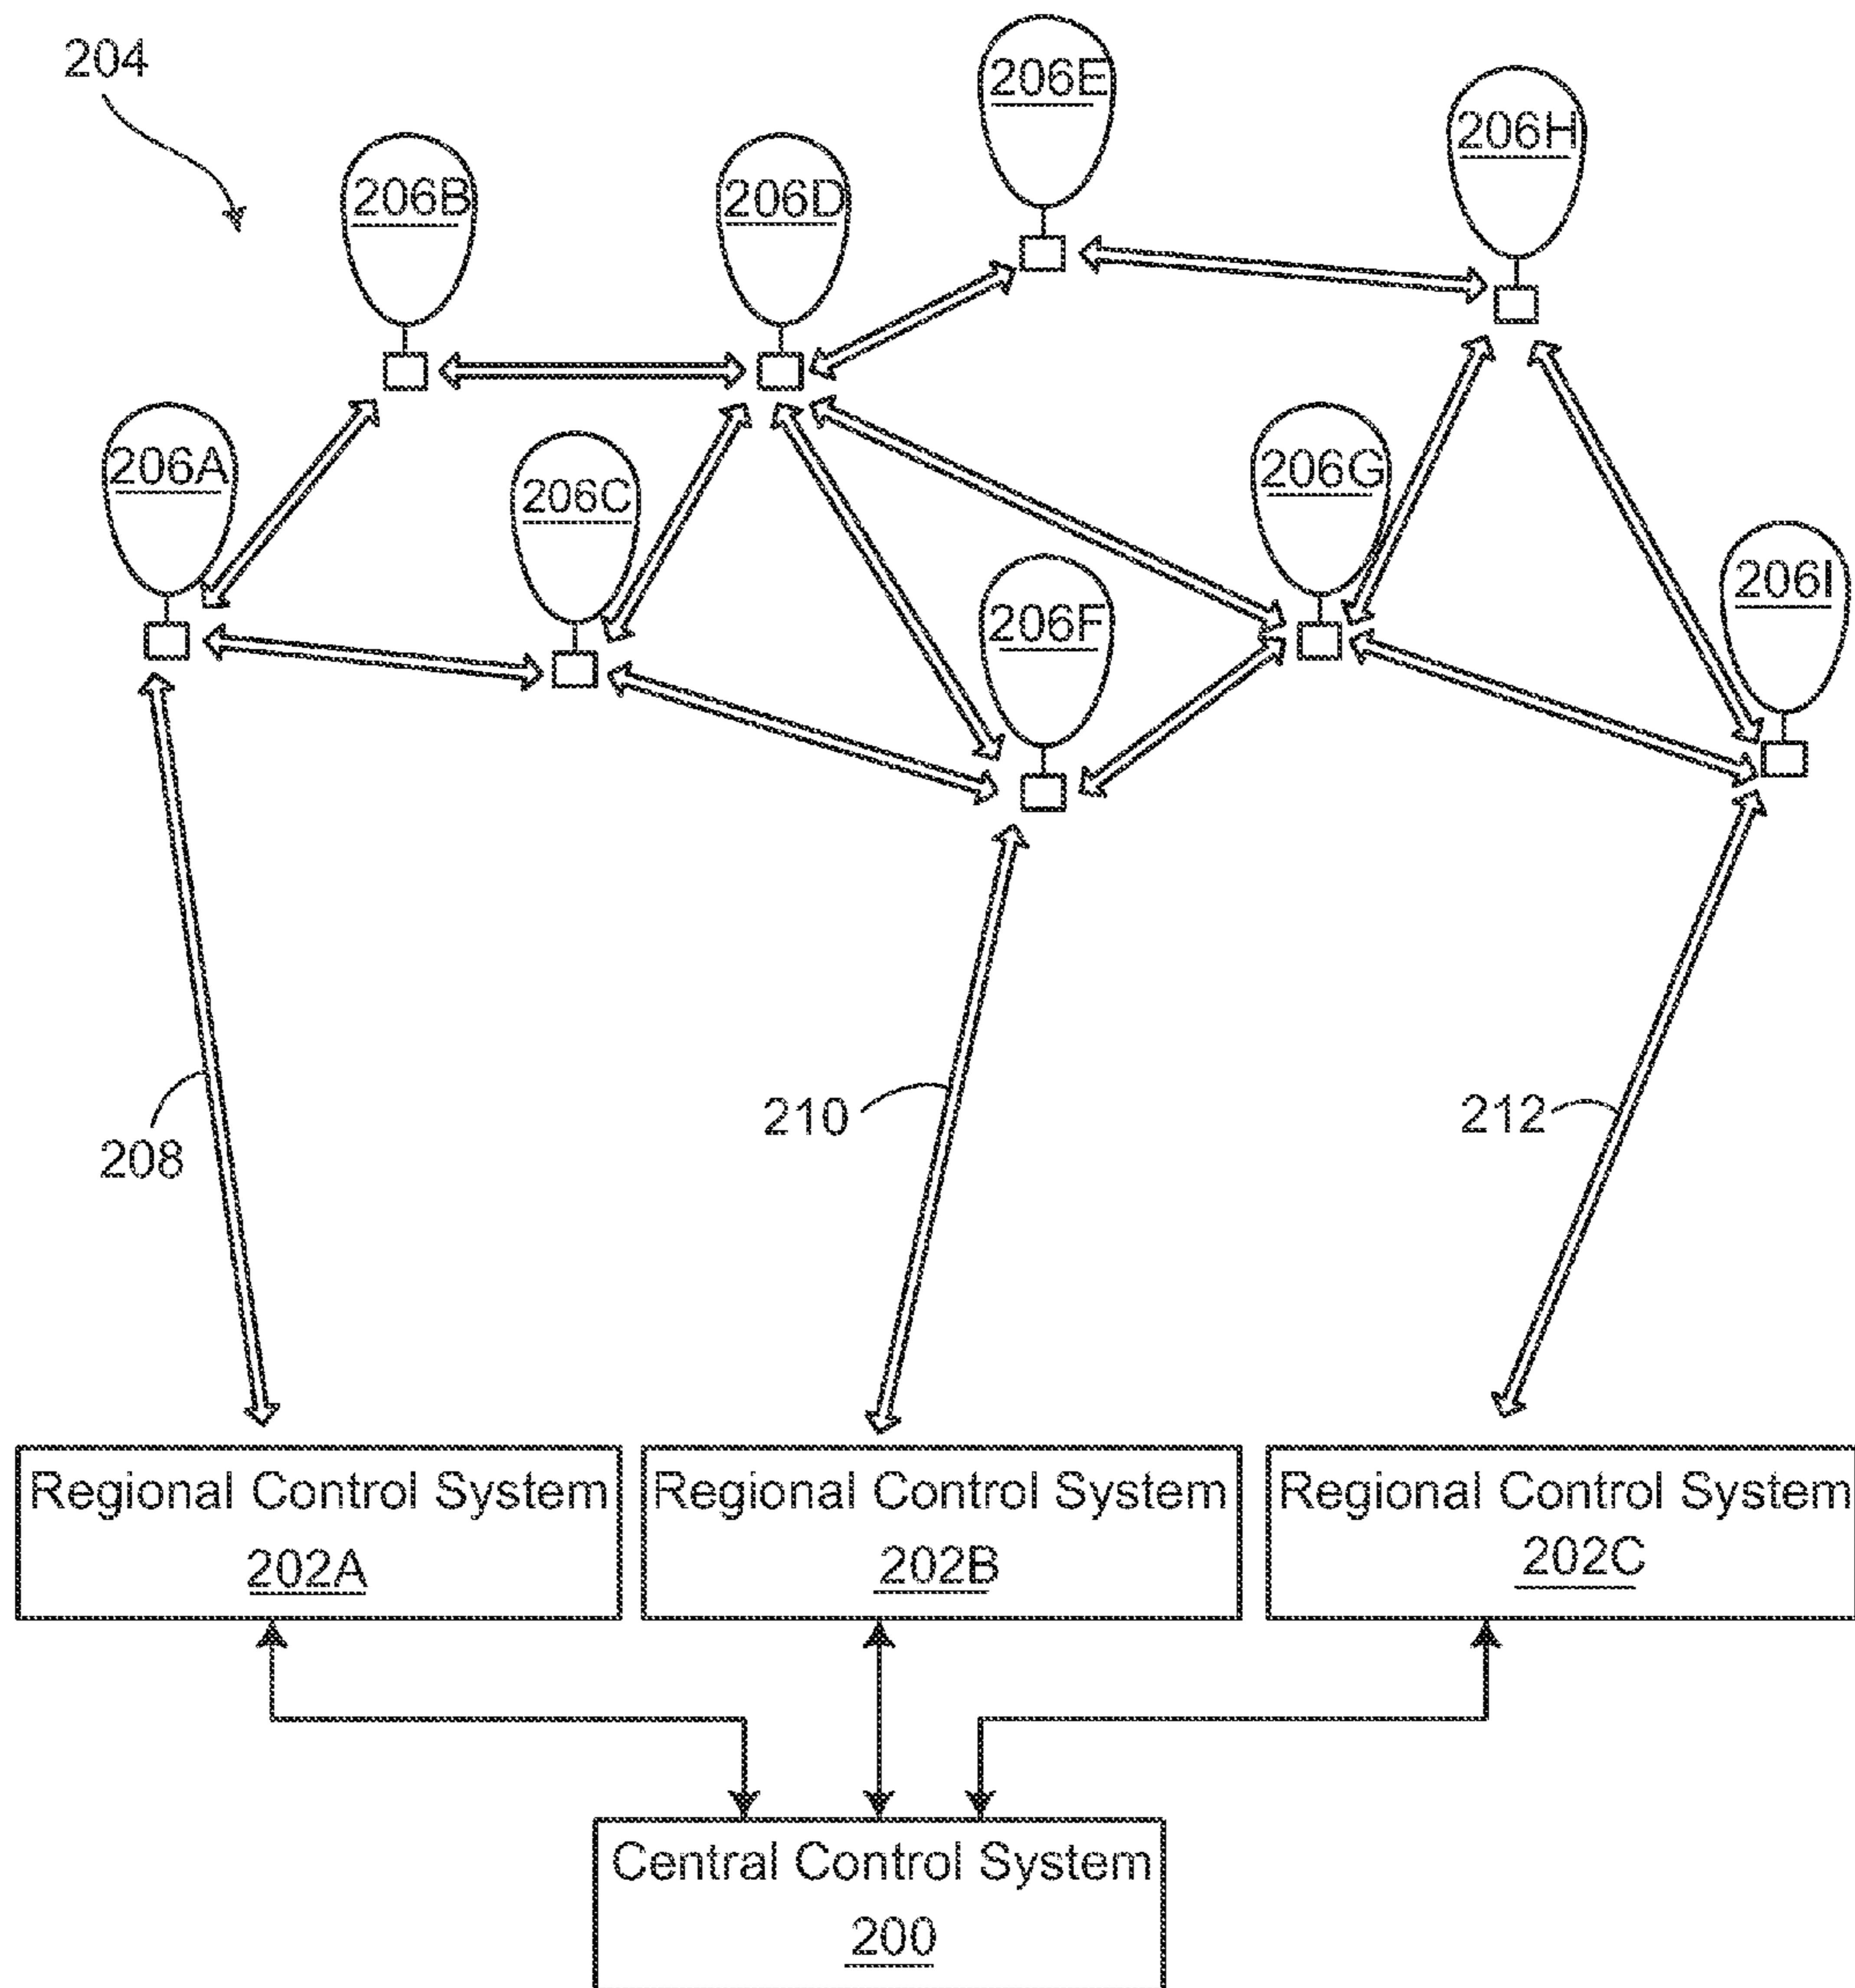 204
206E
206H
206B
206D
206A
206C
206G
206F
206I
208
210
212
Regional Control System
202A
Regional Control System
202B
Regional Control System
202C
Central Control System
200